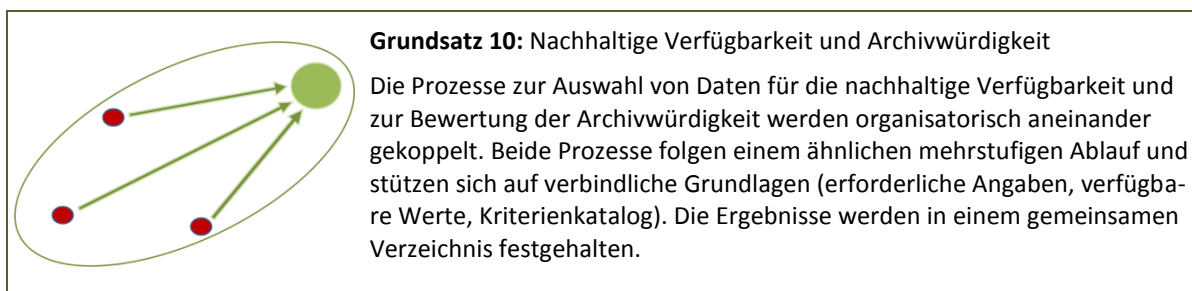 Grundsatz 10: Nachhaltige Verfügbarkeit und Archivwürdigkeit
Die Prozesse zur Auswahl von Daten für die nachhaltige Verfügbarkeit und
zur Bewertung der Archivwürdigkeit werden organisatorisch aneinander
gekoppelt. Beide Prozesse folgen einem ähnlichen mehrstufigen Ablauf und
stützen sich auf verbindliche Grundlagen (erforderliche Angaben, verfügba-
re Werte, Kriterienkatalog). Die Ergebnisse werden in einem gemeinsamen
Verzeichnis festgehalten.